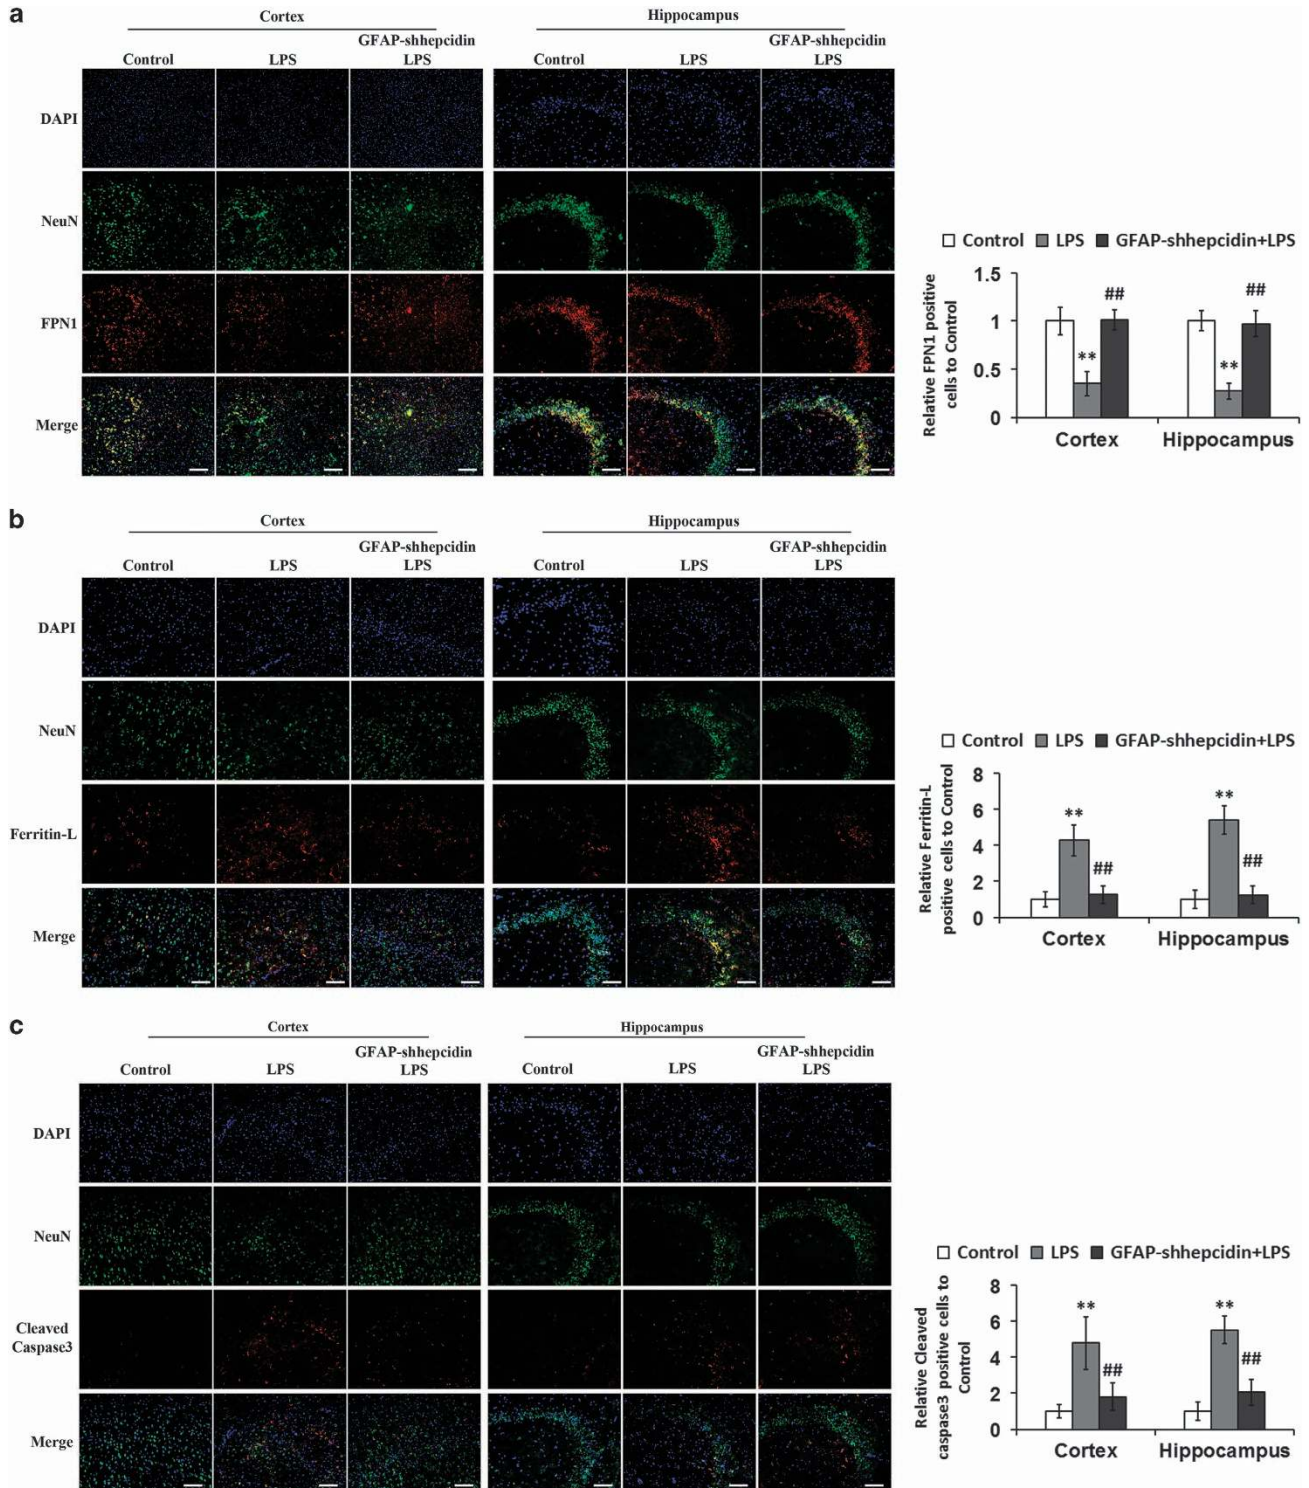 a
Cortex
Hippocampus
GFAP-shhepcidin
GFAP-shhepcidin
Control LPS LPS Control LPS LPS
DAPI
NeuN
FPN1
Merge
Control LPS GFAP-shhepcidin+LPS
Relative FPN1 positive
cells to Control
1.5
1
0.5
0
##
##
**
**
Cortex Hippocampus
b
Cortex
Hippocampus
GFAP-shhepcidin
GFAP-shhepcidin
Control LPS LPS Control LPS LPS
DAPI
NeuN
Ferritin-L
Merge
Control LPS GFAP-shhepcidin+LPS
Relative Ferritin-L
positive cells to Control
8
6
4
2
0
**
**
##
##
Cortex Hippocampus
c
Cortex
Hippocampus
GFAP-shhepcidin
GFAP-shhepcidin
Control LPS LPS Control LPS LPS
DAPI
NeuN
Cleaved
Caspase3
Merge
Control LPS GFAP-shhepcidin+LPS
Relative Cleaved
caspase3 positive cells to
Control
8
6
4
2
0
**
**
##
##
Cortex Hippocampus